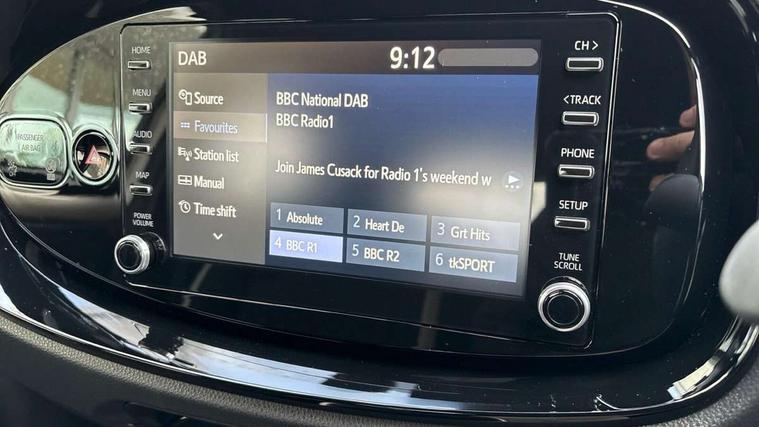 DAB
9:12
HOME
MENU
AUDIO
MAP
POWER
VOLUME
PASSENGER
AIR BAG
Source
Favourites
Station list
Manual
Time shift
BBC National DAB
BBC Radio1
Join James Cusack for Radio 1's weekend w
1 Absolute
2 Heart De
3 Grt Hits
4 BBC R1
5 BBC R2
6 tkSPORT
CH >
< TRACK
PHONE
SETUP
TUNE
SCROLL